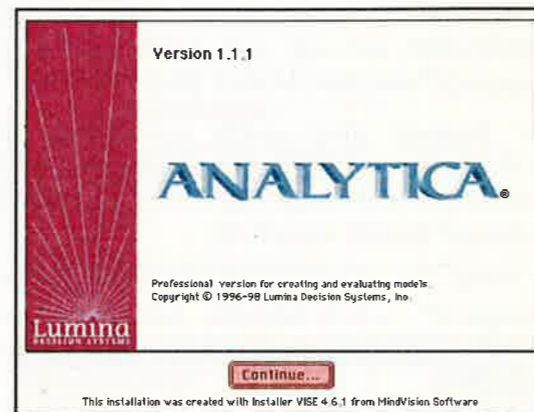 Version 1.1.1
ANALYTICA®
Professional version for creating and evaluating models.
Copyright © 1996-98 Lumina Decision Systems, Inc.
Lumina
DECISION SYSTEMS
Continue...
This installation was created with Installer VISE 4.6.1 from MindVision Software